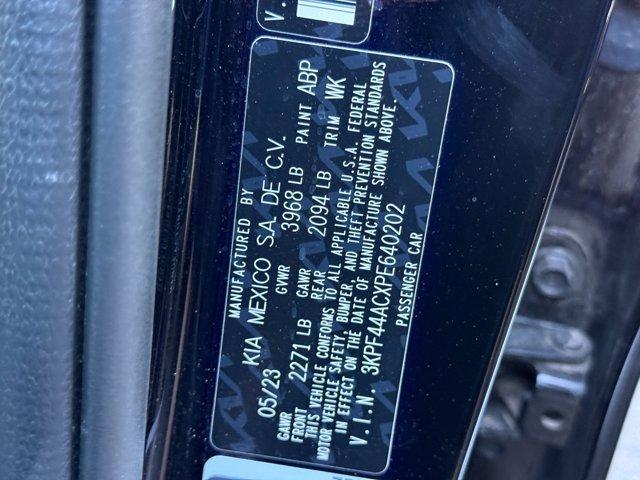 V.
MANUFACTURED BY
KIA MEXICO S.A. DE C.V.
05/23 GVWR 3968 LB PAINT ABP
GAWR FRONT 2271 LB GAWR REAR 2094 LB TRIM WK
THIS VEHICLE CONFORMS TO ALL APPLICABLE U.S.A. FEDERAL
MOTOR VEHICLE SAFETY, BUMPER, AND THEFT PREVENTION STANDARDS
IN EFFECT ON THE DATE OF MANUFACTURE SHOWN ABOVE.
V.I.N. 3KPF44ACXPE640202
PASSENGER CAR